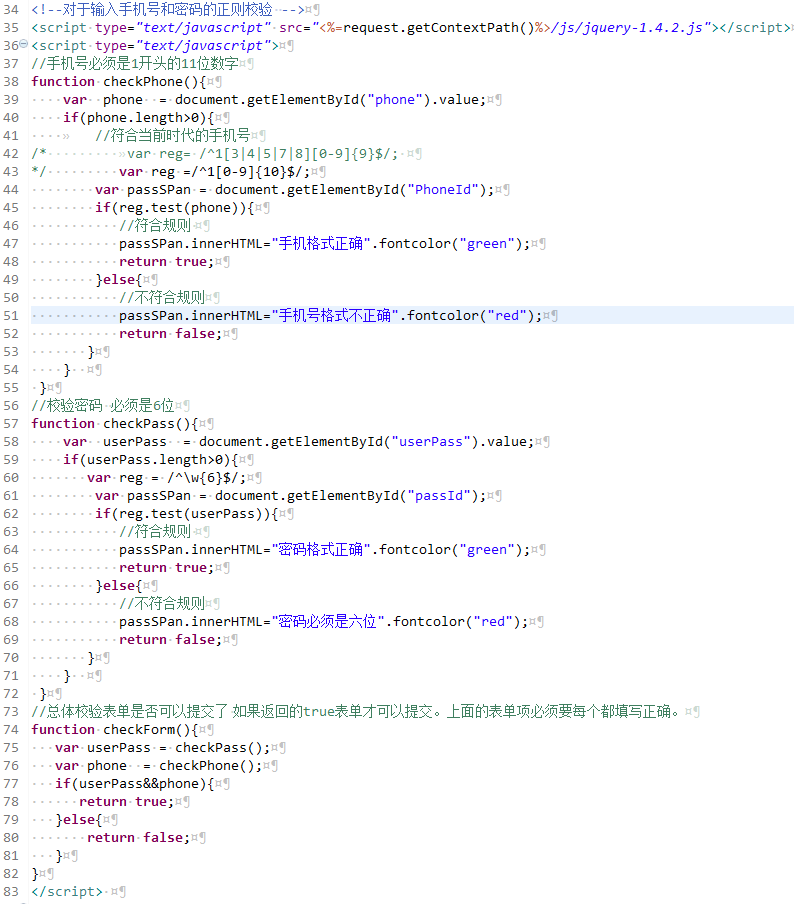 34 <!--对于输入手机号和密码的正则校验 -->
35 <script type="text/javascript" src="<%=request.getContextPath()%>/js/jquery-1.4.2.js"></script>
36 <script type="text/javascript">
37 //手机号必须是1开头的11位数字
38 function checkPhone(){
39     var  phone  = document.getElementById("phone").value;
40     if(phone.length>0){
41         //符合当前时代的手机号
42 /*          var reg= /^1[3|4|5|7|8][0-9]{9}$/; 
43 */         var reg =/^1[0-9]{10}$/;
44         var passSPan = document.getElementById("PhoneId");
45         if(reg.test(phone)){
46            //符合规则 
47            passSPan.innerHTML="手机格式正确".fontcolor("green");
48            return true;
49         }else{
50            //不符合规则
51            passSPan.innerHTML="手机号格式不正确".fontcolor("red");
52            return false;
53        }
54     }  
55  }
56 //校验密码 必须是6位
57 function checkPass(){
58     var  userPass  = document.getElementById("userPass").value;
59     if(userPass.length>0){
60        var reg = /^\w{6}$/;
61         var passSPan = document.getElementById("passId");
62         if(reg.test(userPass)){
63            //符合规则 
64            passSPan.innerHTML="密码格式正确".fontcolor("green");
65            return true;
66         }else{
67            //不符合规则
68            passSPan.innerHTML="密码必须是六位".fontcolor("red");
69            return false;
70        }
71     }  
72  }
73 //总体校验表单是否可以提交了 如果返回的true表单才可以提交。上面的表单项必须要每个都填写正确。
74 function checkForm(){
75    var userPass = checkPass();
76    var phone  = checkPhone();
77    if(userPass&&phone){
78       return true;
79    }else{
80        return false;
81    }
82 }
83 </script>